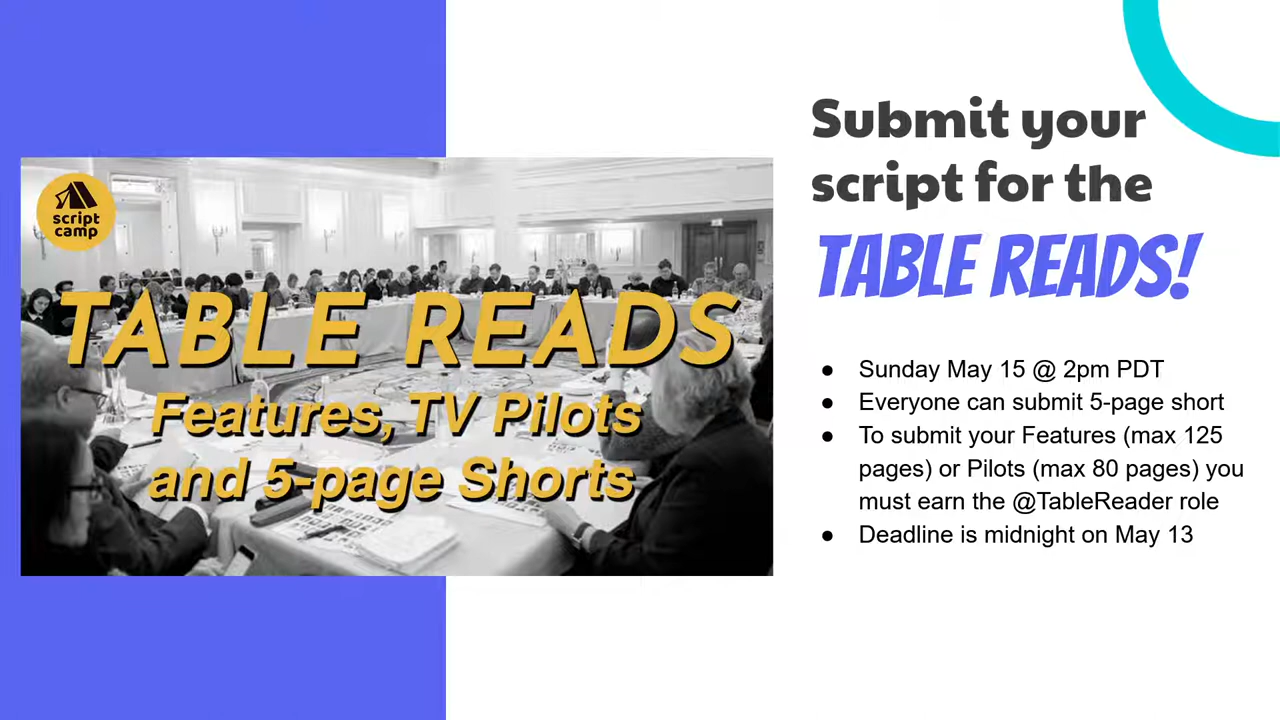 script
camp
TABLE READS
Features, TV Pilots
and 5-page Shorts
Submit your
script for the
TABLE READS!
● Sunday May 15 @ 2pm PDT
● Everyone can submit 5-page short
● To submit your Features (max 125
pages) or Pilots (max 80 pages) you
must earn the @TableReader role
● Deadline is midnight on May 13